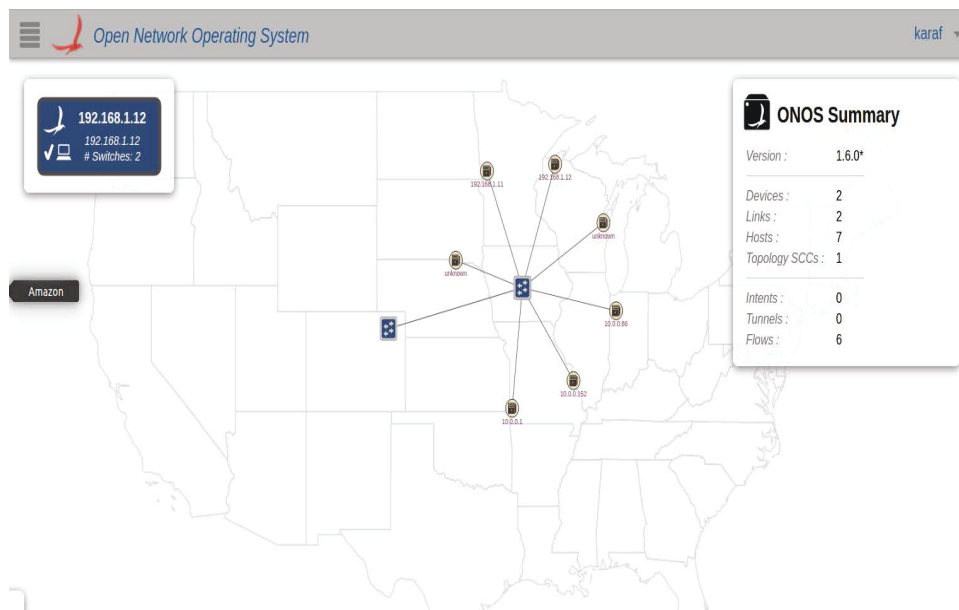 Open Network Operating System
karaf
192.168.1.12
192.168.1.12
# Switches: 2
ONOS Summary
Version : 1.6.0*
Devices : 2
Links : 2
Hosts : 7
Topology SCCs : 1
Intents : 0
Tunnels : 0
Flows : 6
192.168.1.11
192.168.1.12
unknown
unknown
Amazon
10.0.0.86
10.0.0.152
10.0.0.1